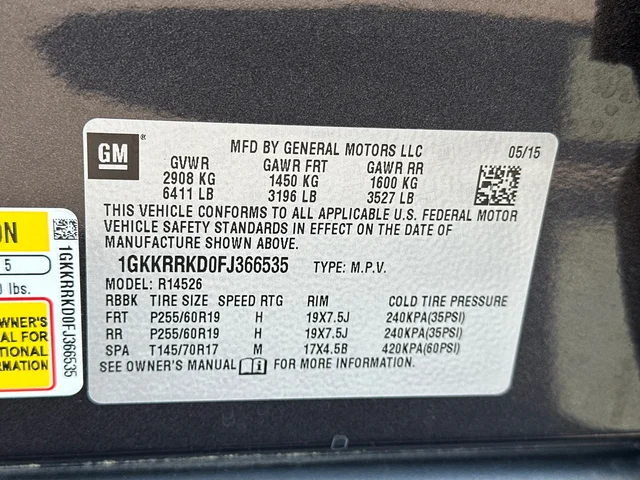 GM
MFD BY GENERAL MOTORS LLC 05/15
GVWR GAWR FRT GAWR RR
2908 KG 1450 KG 1600 KG
6411 LB 3196 LB 3527 LB
THIS VEHICLE CONFORMS TO ALL APPLICABLE U.S. FEDERAL MOTOR
VEHICLE SAFETY STANDARDS IN EFFECT ON THE DATE OF
MANUFACTURE SHOWN ABOVE.
1GKKRRKD0FJ366535 TYPE: M.P.V.
MODEL: R14526
RBBK TIRE SIZE SPEED RTG RIM COLD TIRE PRESSURE
FRT P255/60R19 H 19X7.5J 240KPA(35PSI)
RR P255/60R19 H 19X7.5J 240KPA(35PSI)
SPA T145/70R17 M 17X4.5B 420KPA(60PSI)
SEE OWNER'S MANUAL FOR MORE INFORMATION.
5
lbs.
OWNER'S
FOR
1GKKRRKD0FJ366535